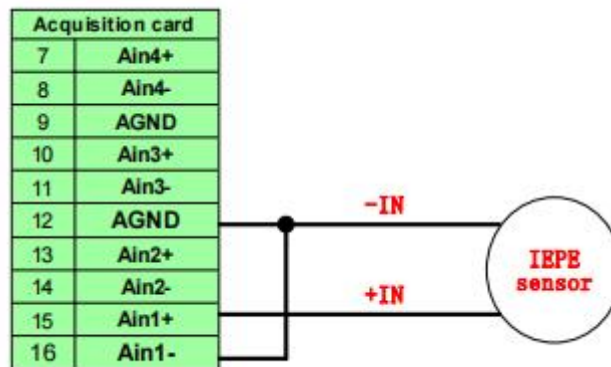 Acquisition card
7 Ain4+
8 Ain4-
9 AGND
10 Ain3+
11 Ain3-
12 AGND
13 Ain2+
14 Ain2-
15 Ain1+
16 Ain1-
-IN
+IN
IEPE
sensor